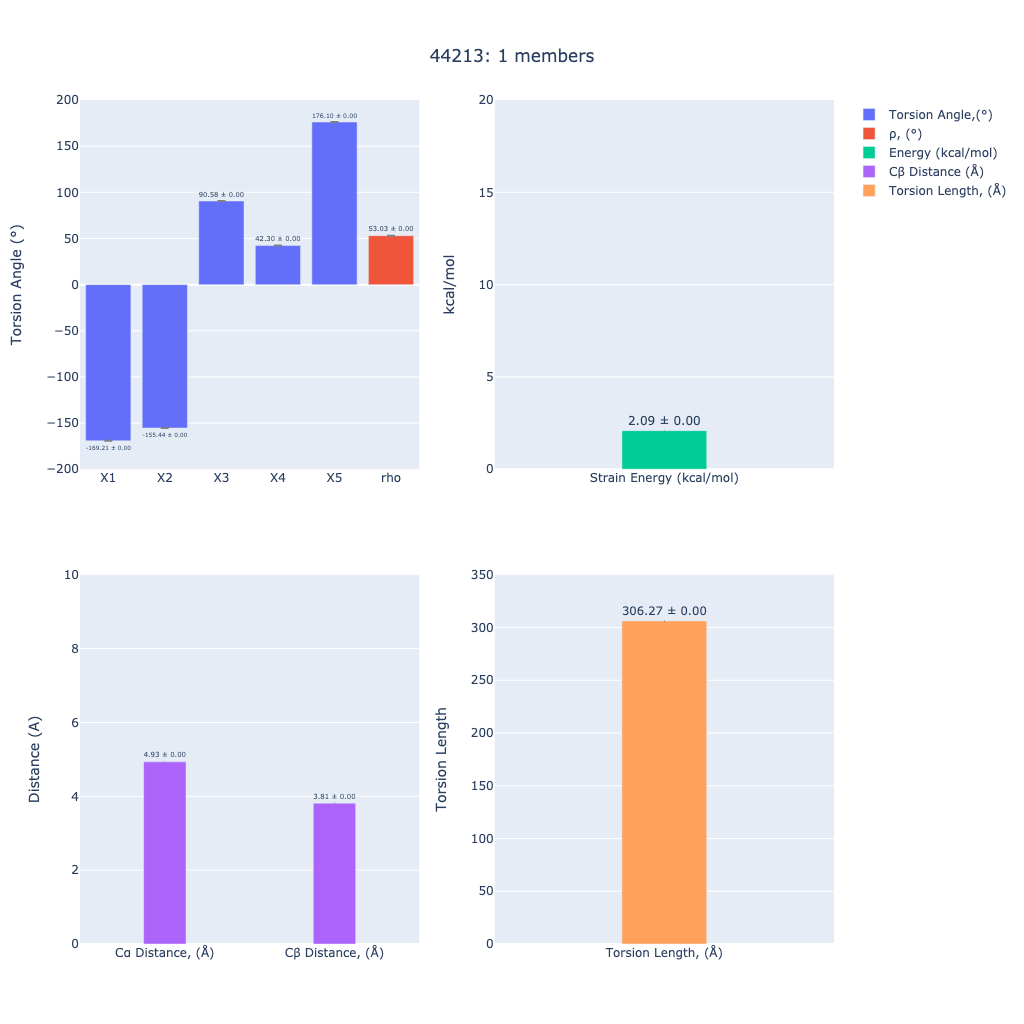 44213: 1 members
Torsion Angle (°)
200
150
100
50
0
−50
−100
−150
−200
-169.21 ± 0.00
-155.44 ± 0.00
90.58 ± 0.00
42.30 ± 0.00
176.10 ± 0.00
53.03 ± 0.00
X1
X2
X3
X4
X5
rho
kcal/mol
20
15
10
5
0
2.09 ± 0.00
Strain Energy (kcal/mol)
Torsion Angle,(°)
ρ, (°)
Energy (kcal/mol)
Cβ Distance (Å)
Torsion Length, (Å)
Distance (A)
10
8
6
4
2
0
4.93 ± 0.00
3.81 ± 0.00
Cα Distance, (Å)
Cβ Distance, (Å)
Torsion Length
350
300
250
200
150
100
50
0
306.27 ± 0.00
Torsion Length, (Å)